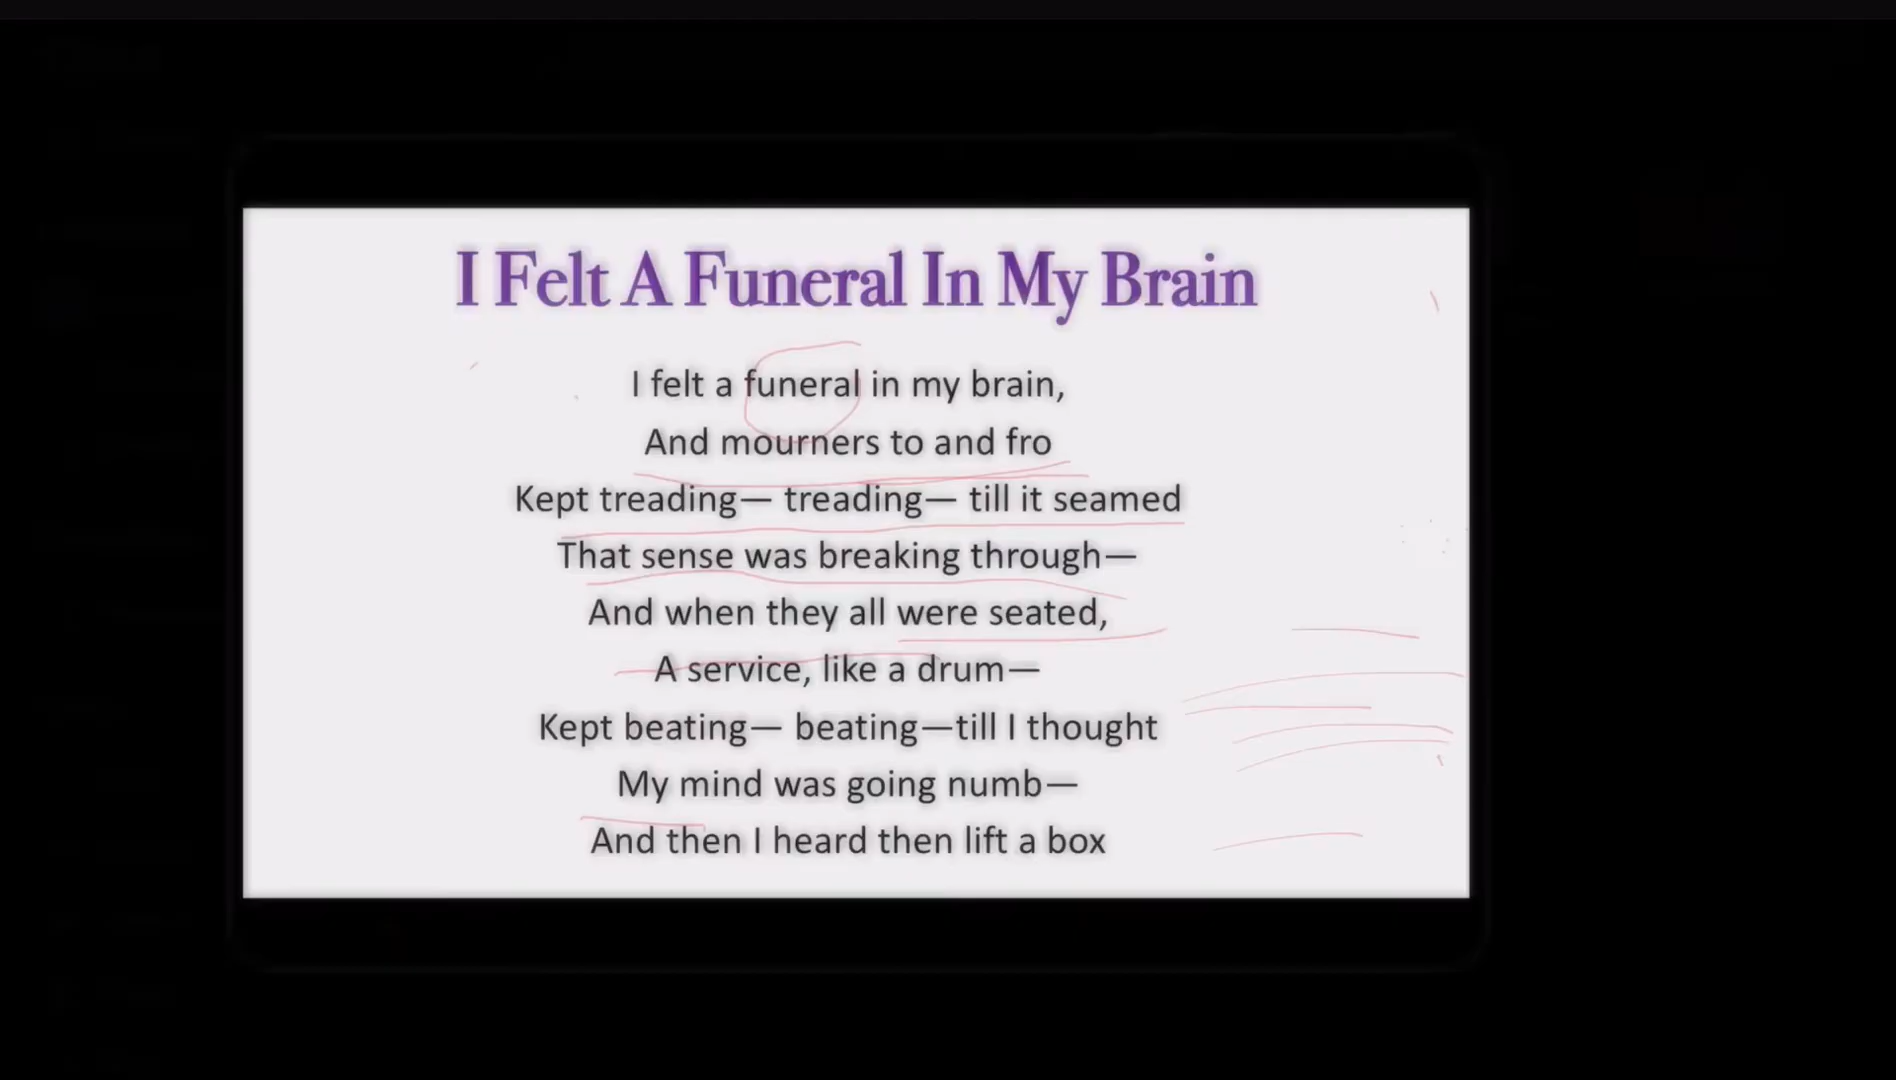 I Felt A Funeral In My Brain
I felt a funeral in my brain,
And mourners to and fro
Kept treading— treading— till it seamed
That sense was breaking through—
And when they all were seated,
A service, like a drum—
Kept beating— beating—till I thought
My mind was going numb—
And then I heard then lift a box